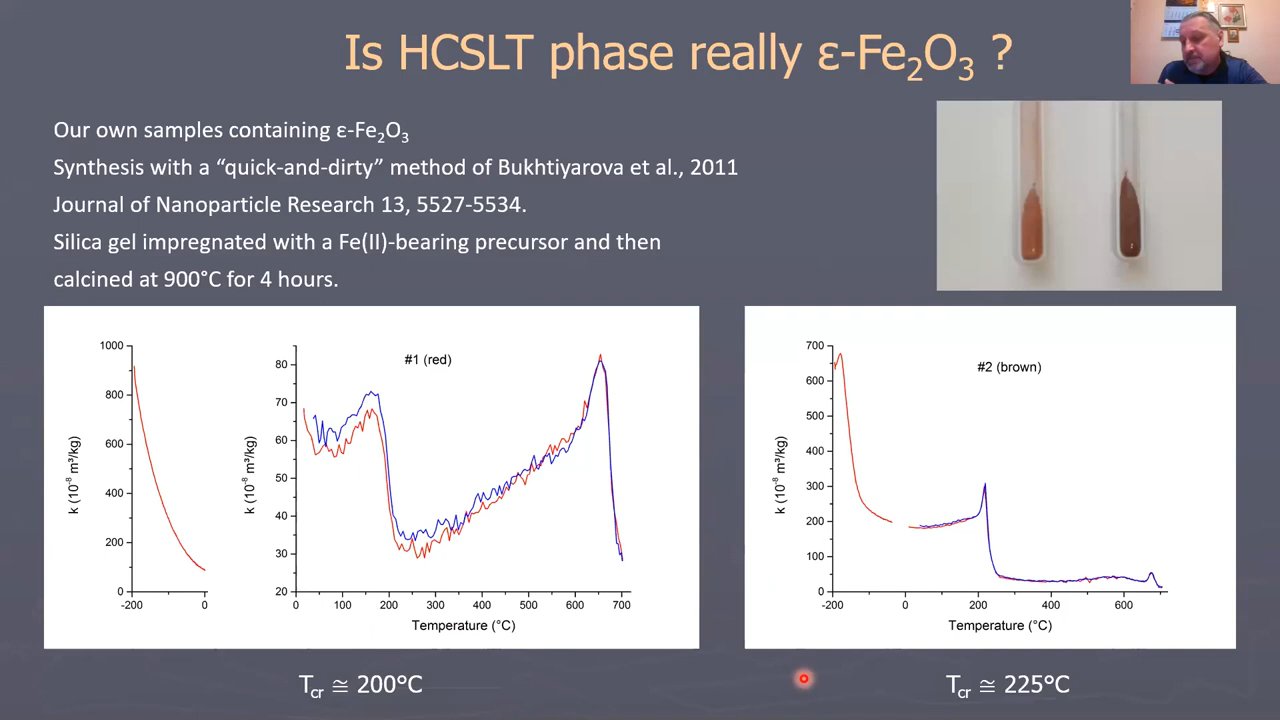 Is HCSLT phase really ε-Fe₂O₃ ?
Our own samples containing ε-Fe₂O₃
Synthesis with a “quick-and-dirty” method of Bukhtiyarova et al., 2011
Journal of Nanoparticle Research 13, 5527-5534.
Silica gel impregnated with a Fe(II)-bearing precursor and then
calcined at 900°C for 4 hours.
1000
800
600
400
200
0
k (10⁻⁸ m³/kg)
-200 0
#1 (red)
80
70
60
50
40
30
20
k (10⁻⁸ m³/kg)
0 100 200 300 400 500 600 700
Temperature (°C)
#2 (brown)
700
600
500
400
300
200
100
0
k (10⁻⁸ m³/kg)
-200 0 200 400 600
Temperature (°C)
T_cr ≅ 200°C
T_cr ≅ 225°C